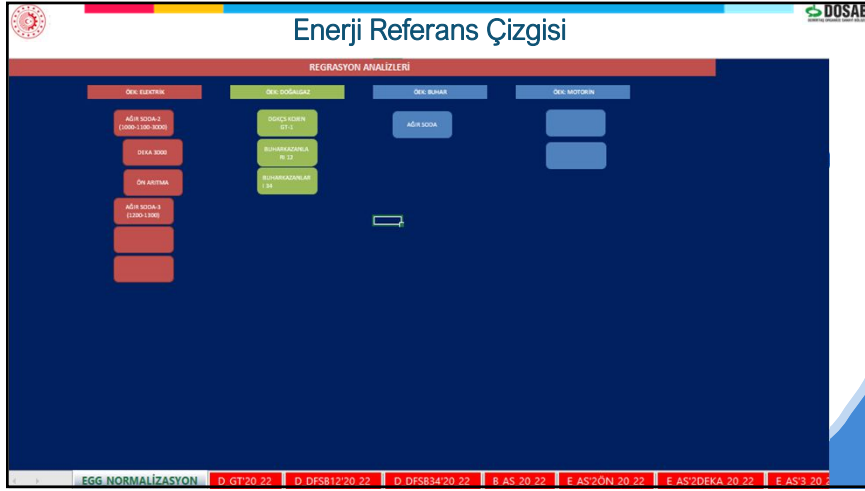 DOSAB
Enerji Referans Çizgisi
REGRASYON ANALİZLERİ
ÖEK: ELEKTRİK
ÖEK: DOĞALGAZ
ÖEK: BUHAR
ÖEK: MOTORİN
AĞIR SODA-2
(1000-1100-3000)
DEKA 3000
ÖN ARITMA
AĞIR SODA-3
(1200-1300)
GT-1
BUHARKAZANLA
RI 12
BUHARKAZANLAR
I 34
AĞIR SODA
EGG NORMALİZASYON
D GT'20 22
D DFSB12'20 22
D DFSB34'20 22
B AS 20 22
E AS'2ÖN 20 22
E AS'2DEKA 20 22
E AS'3 20